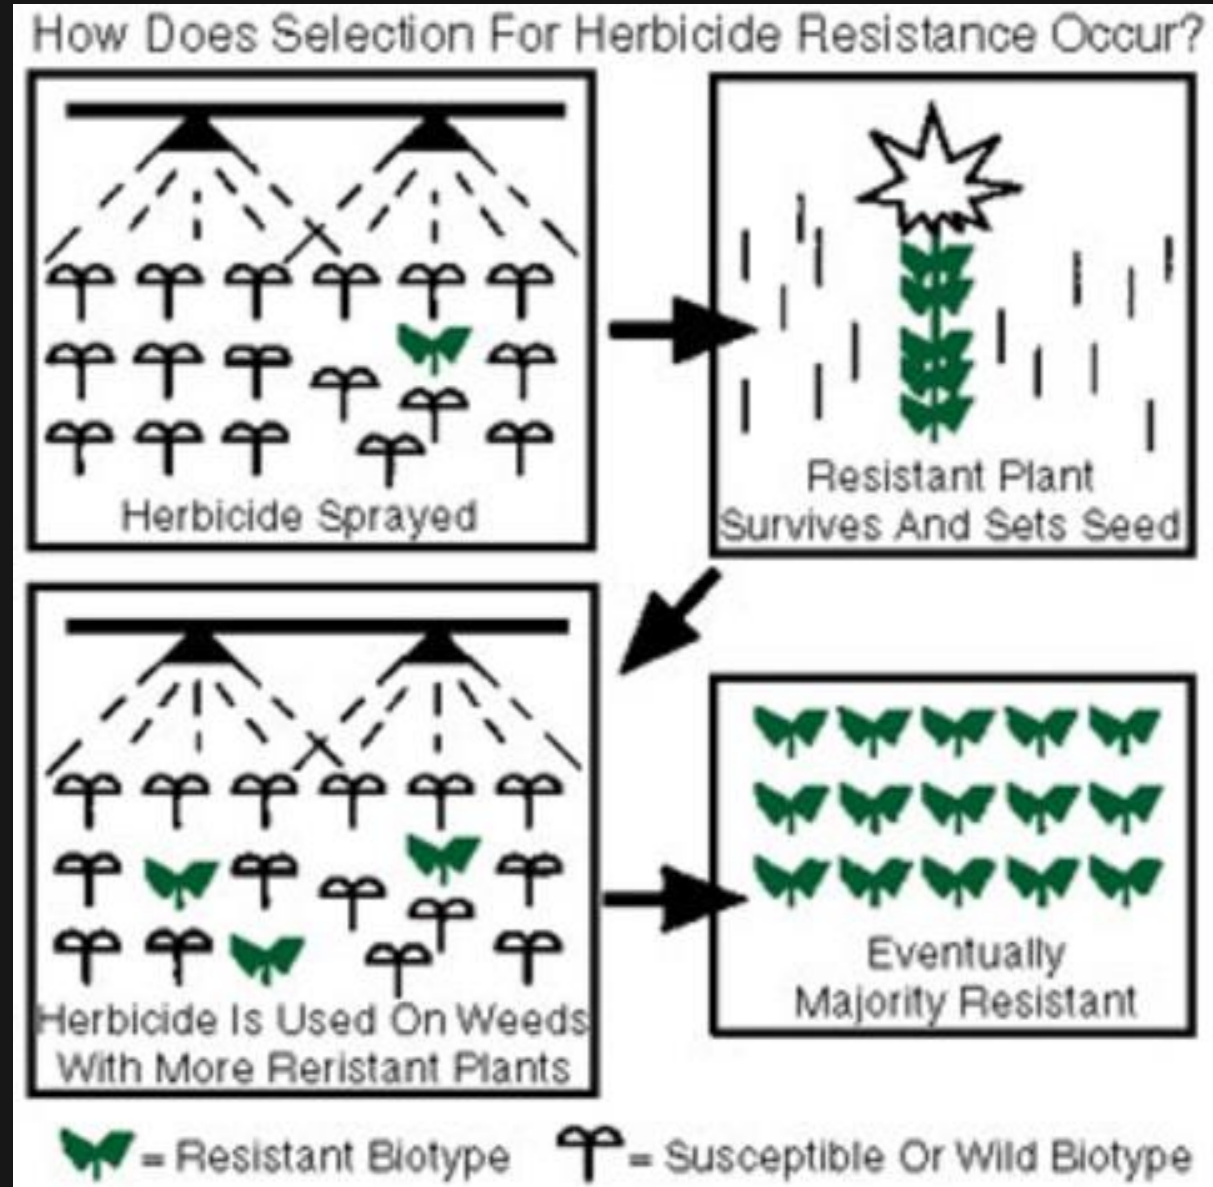 How Does Selection For Herbicide Resistance Occur?
Herbicide Sprayed
Resistant Plant
Survives And Sets Seed
Herbicide Is Used On Weeds
With More Reristant Plants
Eventually
Majority Resistant
= Resistant Biotype
= Susceptible Or Wild Biotype